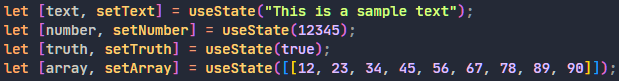 let [text, setText] = useState("This is a sample text");
let [number, setNumber] = useState(12345);
let [truth, setTruth] = useState(true);
let [array, setArray] = useState([[12, 23, 34, 45, 56, 67, 78, 89, 90]]);